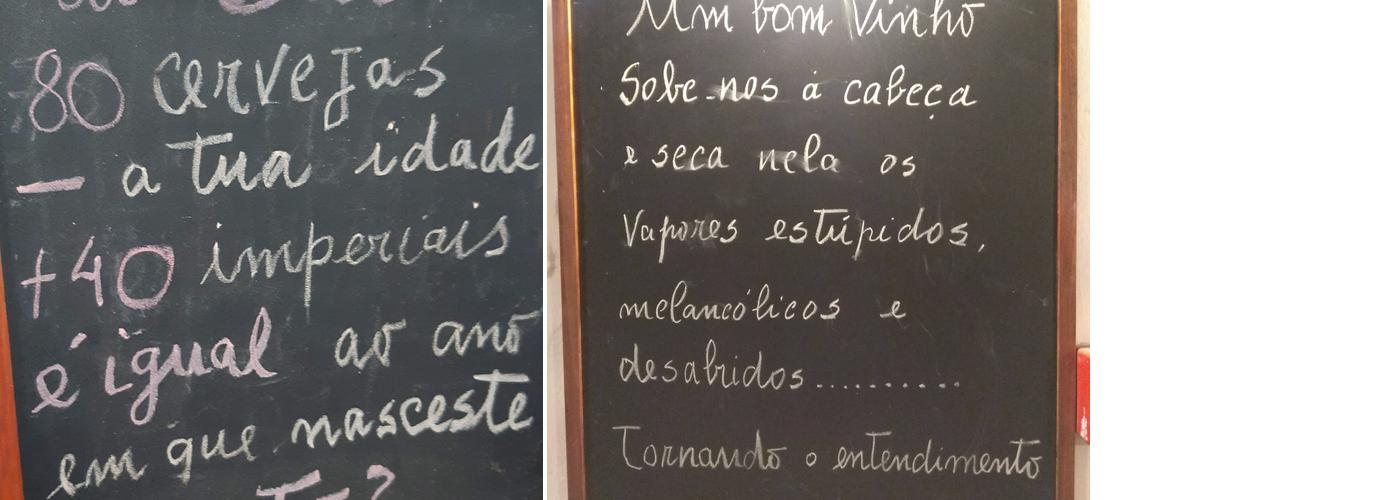 80 cervejas
— a tua idade
+40 imperiais
é igual ao ano
em que nasceste
Um bom Vinho
Sobe-nos à cabeça
e seca nela os
Vapores estúpidos,
melancólicos e
desabridos..........
Tornando o entendimento